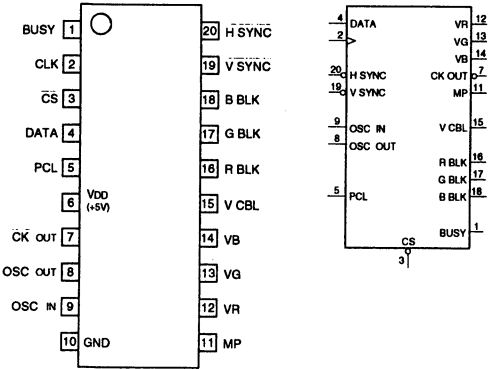 BUSY 1
CLK 2
C̅S̅ 3
DATA 4
PCL 5
6 VDD
(+5V)
C̅K̅ OUT 7
OSC OUT 8
OSC IN 9
10 GND
20 H̅ S̅Y̅N̅C̅
19 V̅ S̅Y̅N̅C̅
18 B BLK
17 G BLK
16 R BLK
15 V CBL
14 VB
13 VG
12 VR
11 MP
4 DATA
2
20 H SYNC
19 V SYNC
9 OSC IN
8 OSC OUT
5 PCL
VR 12
VG 13
VB 14
CK OUT 7
MP 11
V CBL 15
R BLK 16
G BLK 17
B BLK 18
BUSY 1
CS
3